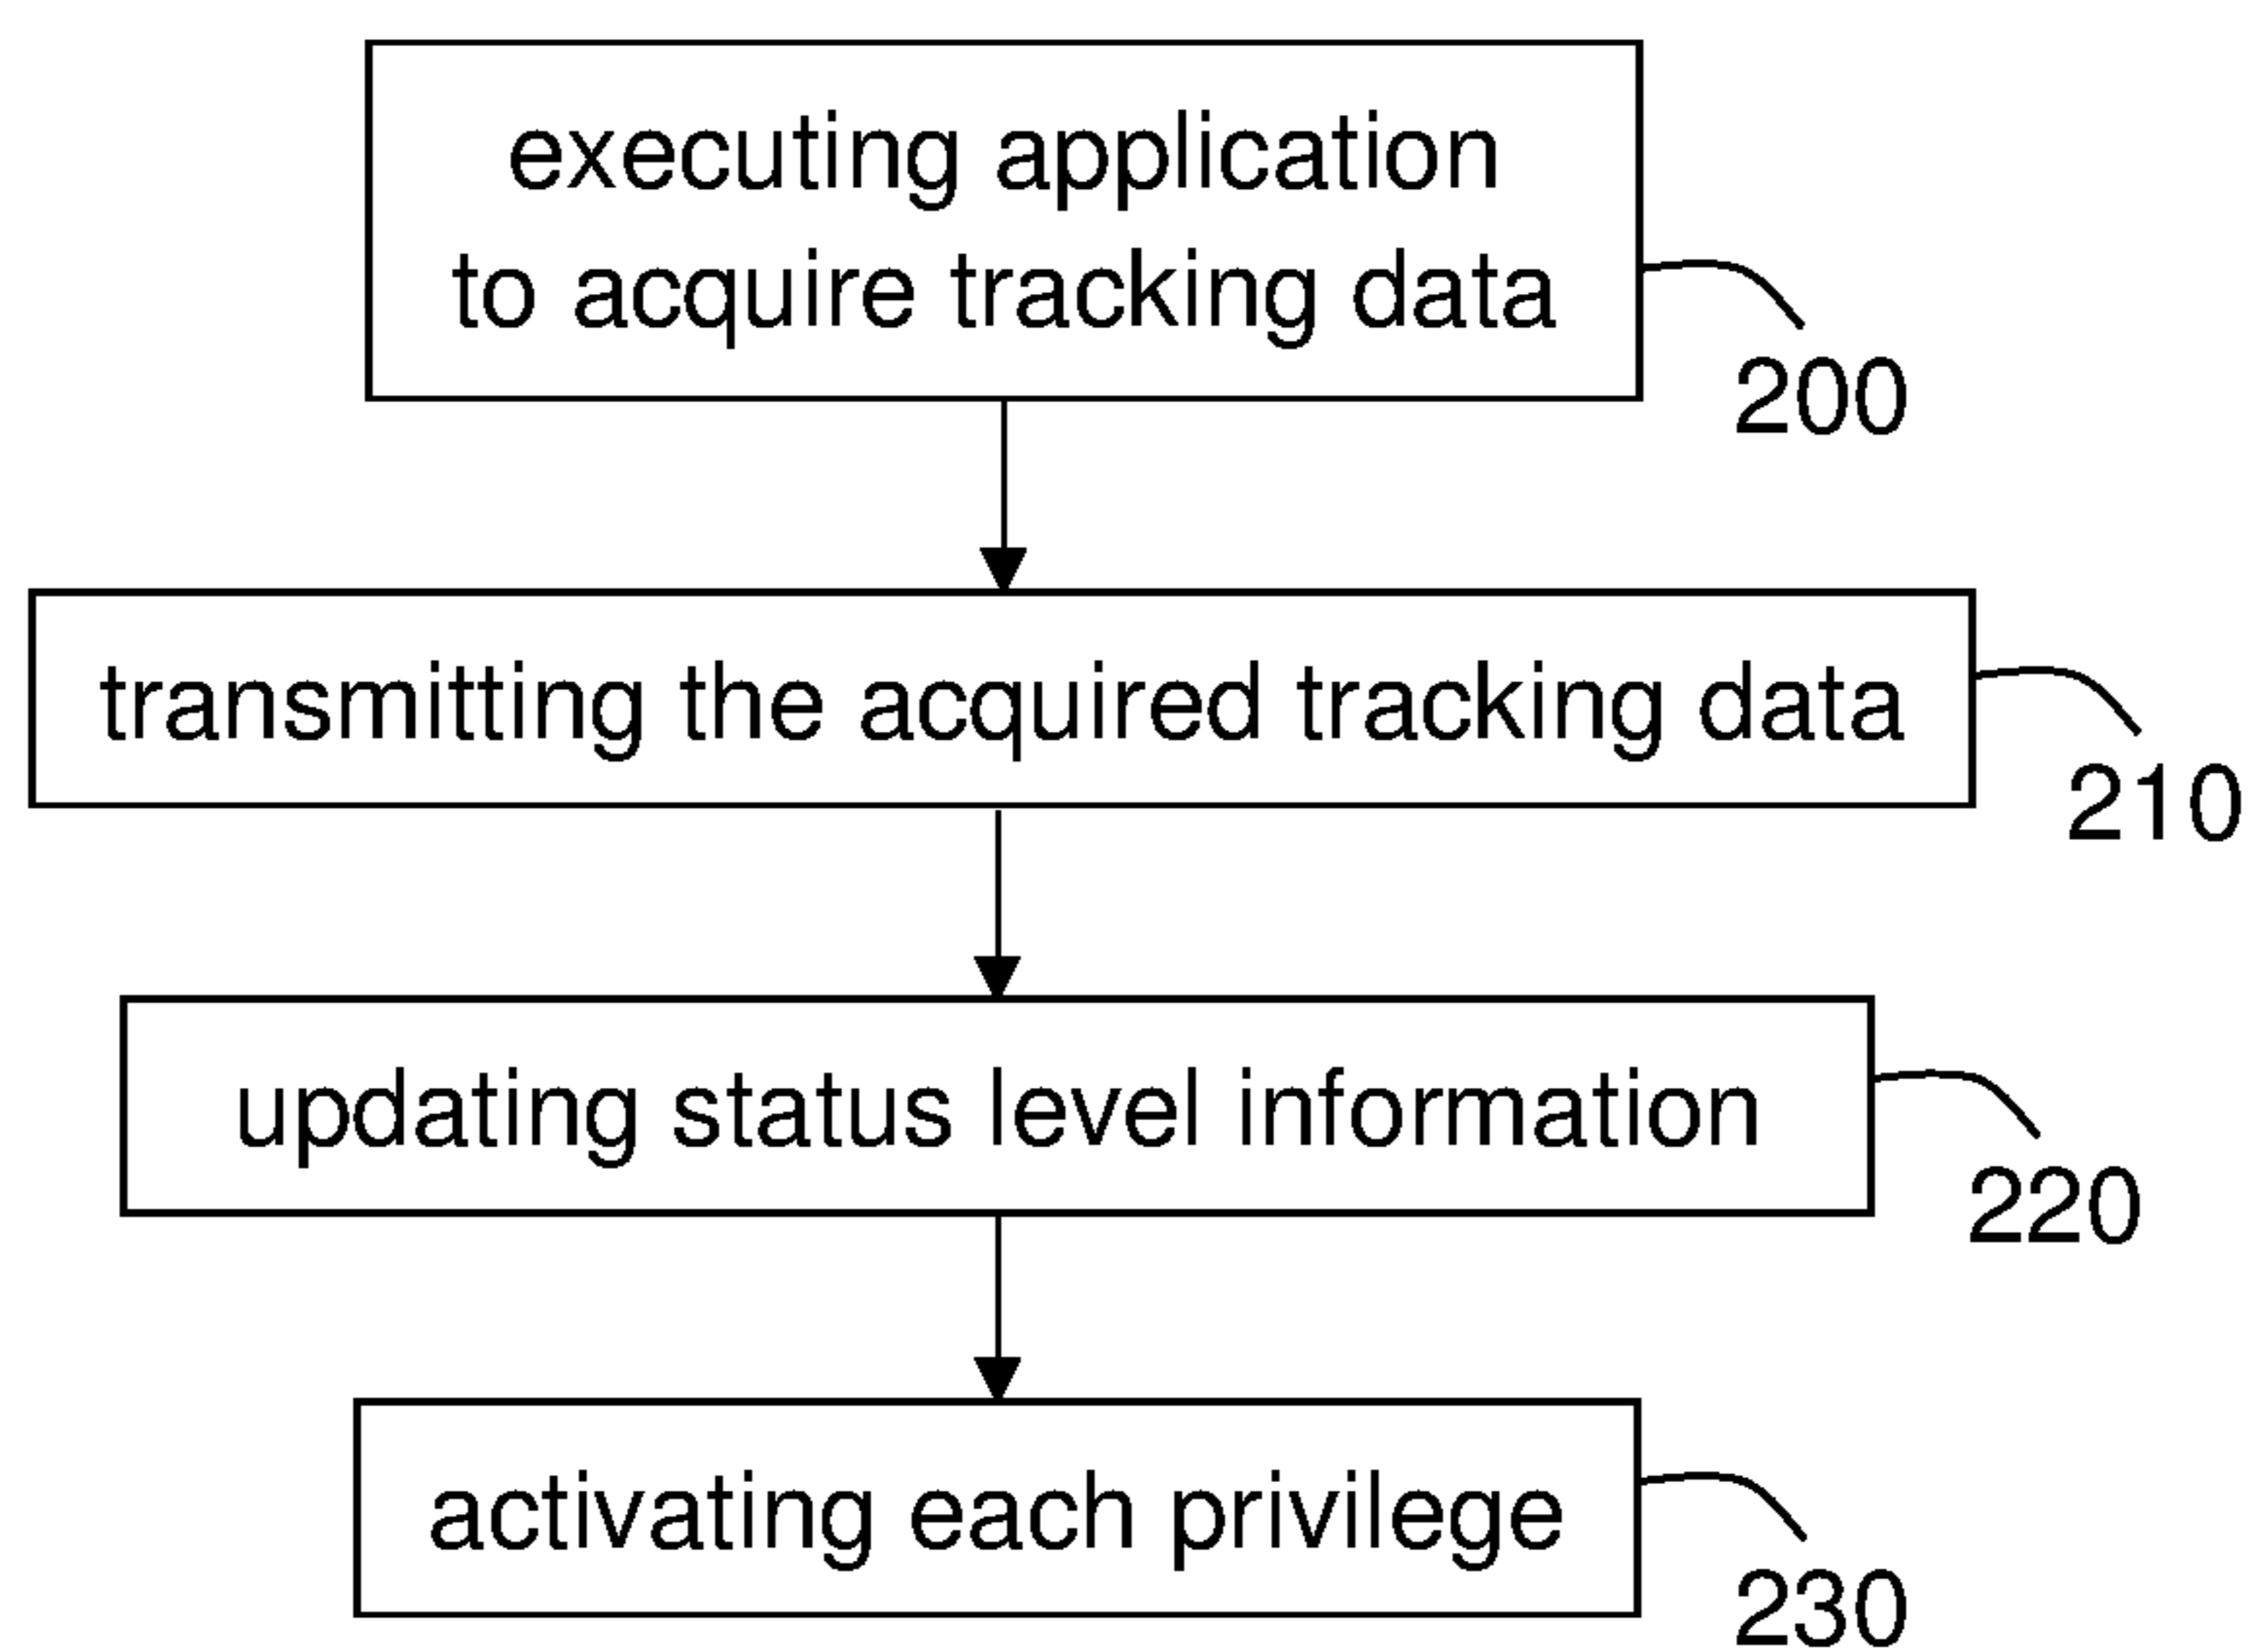 executing application
to acquire tracking data
200
transmitting the acquired tracking data
210
updating status level information
220
activating each privilege
230